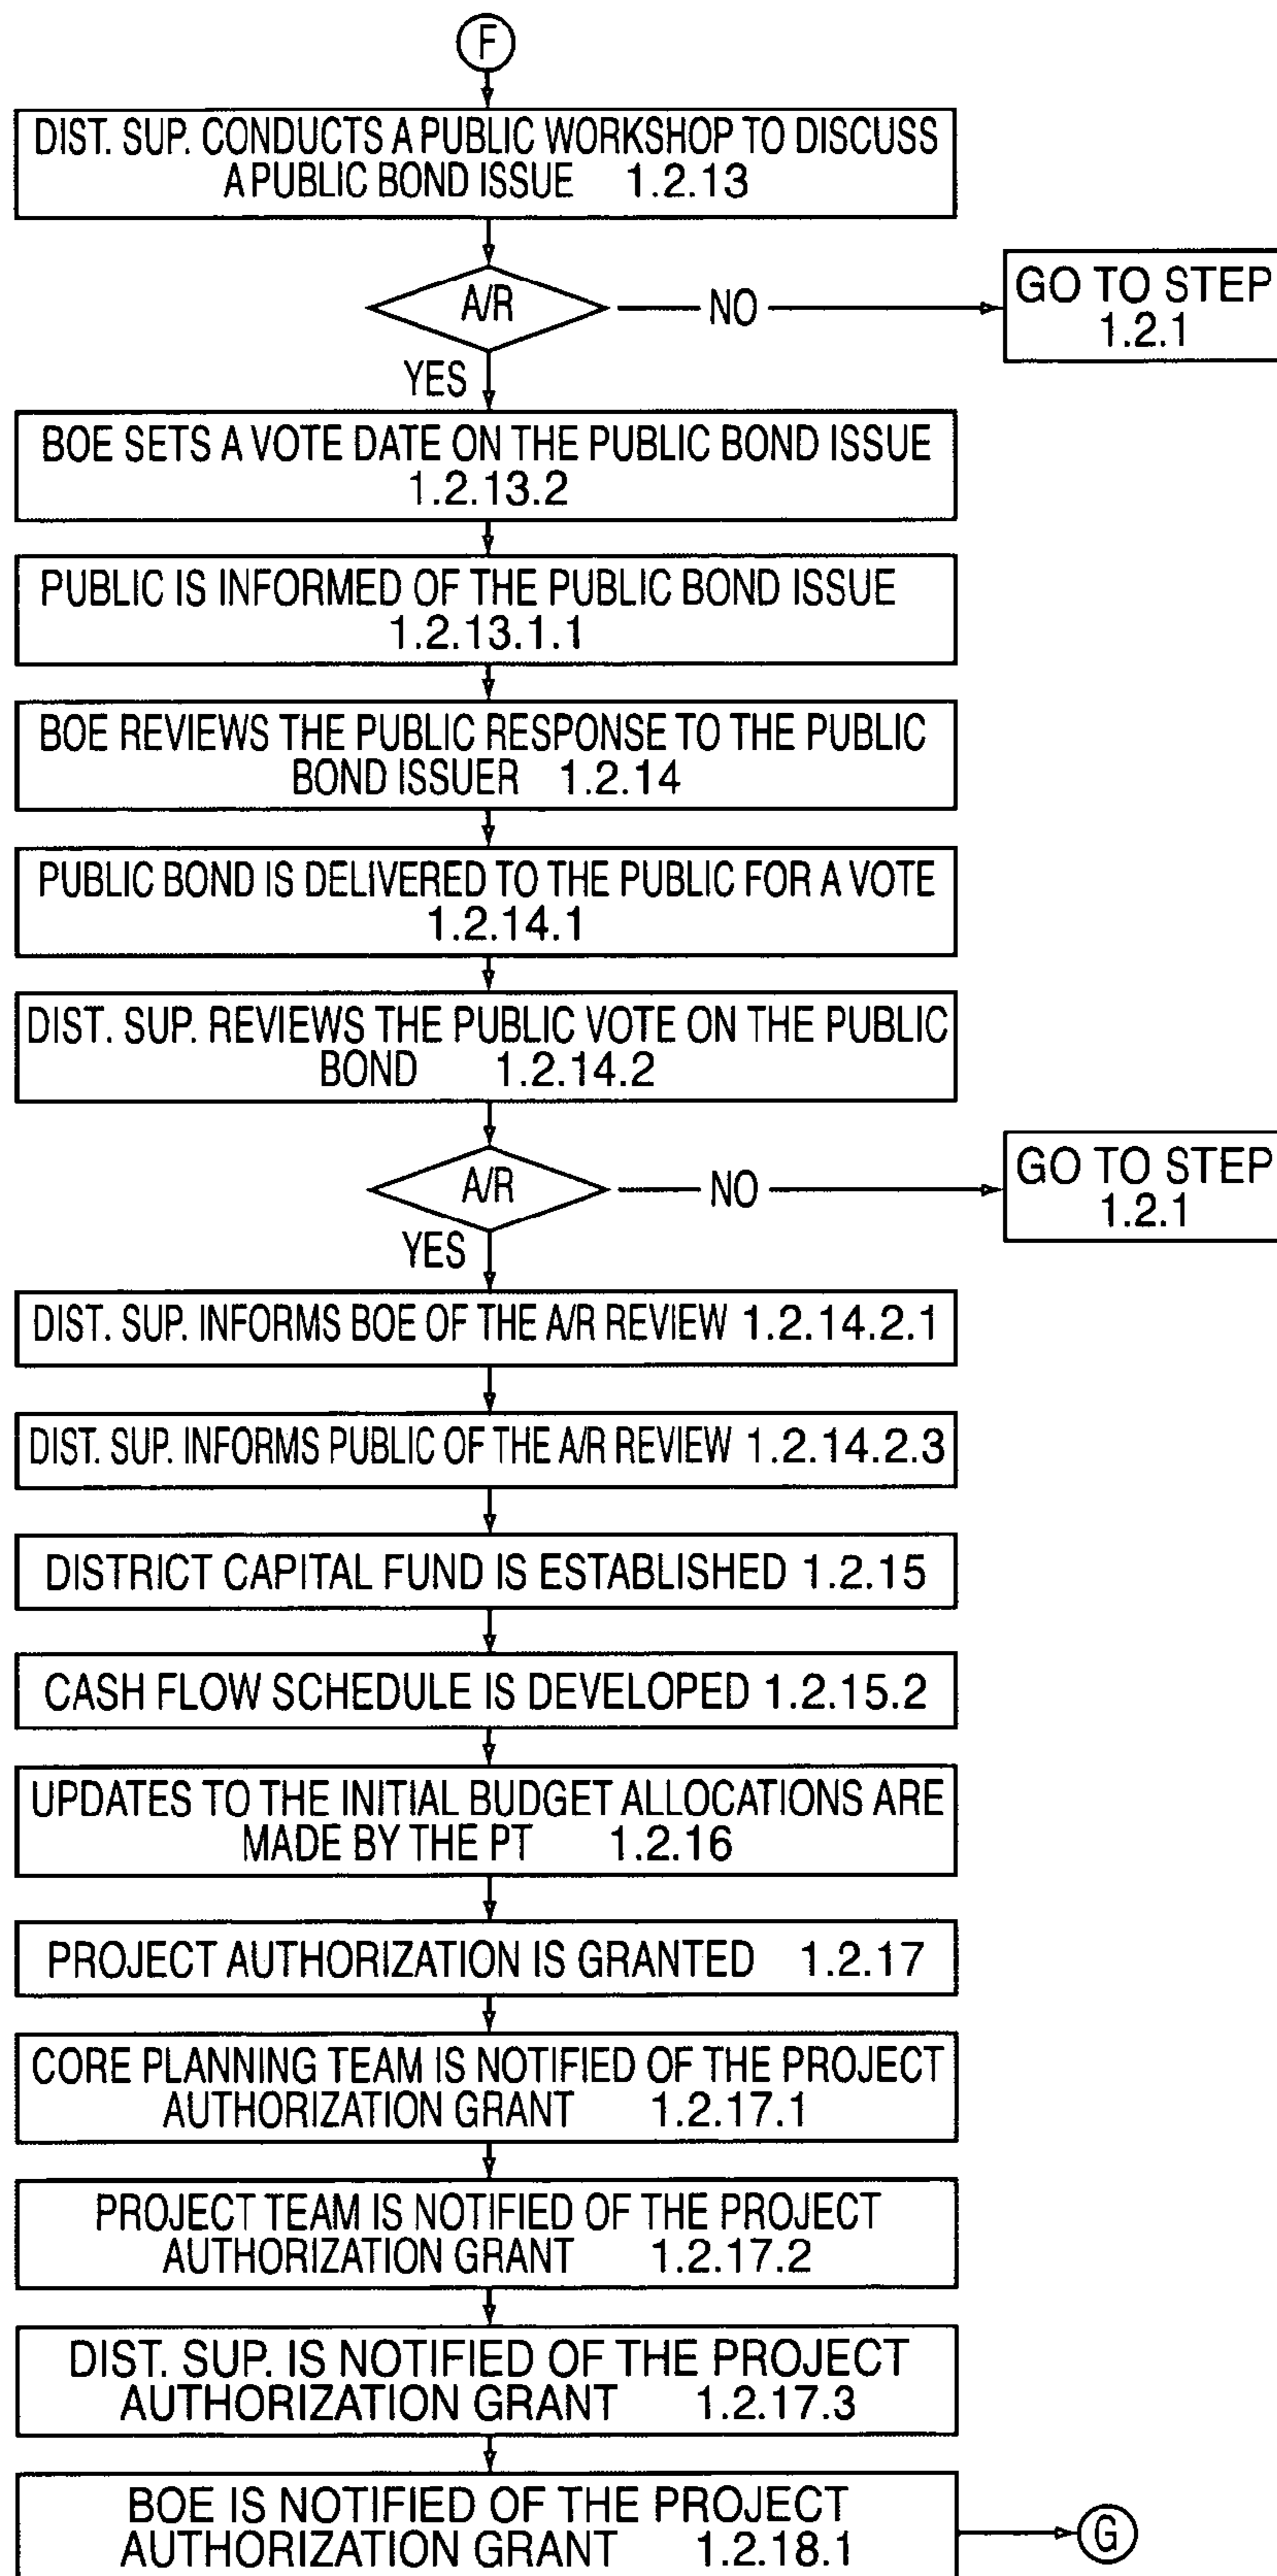 F
DIST. SUP. CONDUCTS A PUBLIC WORKSHOP TO DISCUSS
A PUBLIC BOND ISSUE 1.2.13
A/R
NO
GO TO STEP
1.2.1
YES
BOE SETS A VOTE DATE ON THE PUBLIC BOND ISSUE
1.2.13.2
PUBLIC IS INFORMED OF THE PUBLIC BOND ISSUE
1.2.13.1.1
BOE REVIEWS THE PUBLIC RESPONSE TO THE PUBLIC
BOND ISSUER 1.2.14
PUBLIC BOND IS DELIVERED TO THE PUBLIC FOR A VOTE
1.2.14.1
DIST. SUP. REVIEWS THE PUBLIC VOTE ON THE PUBLIC
BOND 1.2.14.2
A/R
NO
GO TO STEP
1.2.1
YES
DIST. SUP. INFORMS BOE OF THE A/R REVIEW 1.2.14.2.1
DIST. SUP. INFORMS PUBLIC OF THE A/R REVIEW 1.2.14.2.3
DISTRICT CAPITAL FUND IS ESTABLISHED 1.2.15
CASH FLOW SCHEDULE IS DEVELOPED 1.2.15.2
UPDATES TO THE INITIAL BUDGET ALLOCATIONS ARE
MADE BY THE PT 1.2.16
PROJECT AUTHORIZATION IS GRANTED 1.2.17
CORE PLANNING TEAM IS NOTIFIED OF THE PROJECT
AUTHORIZATION GRANT 1.2.17.1
PROJECT TEAM IS NOTIFIED OF THE PROJECT
AUTHORIZATION GRANT 1.2.17.2
DIST. SUP. IS NOTIFIED OF THE PROJECT
AUTHORIZATION GRANT 1.2.17.3
BOE IS NOTIFIED OF THE PROJECT
AUTHORIZATION GRANT 1.2.18.1
G